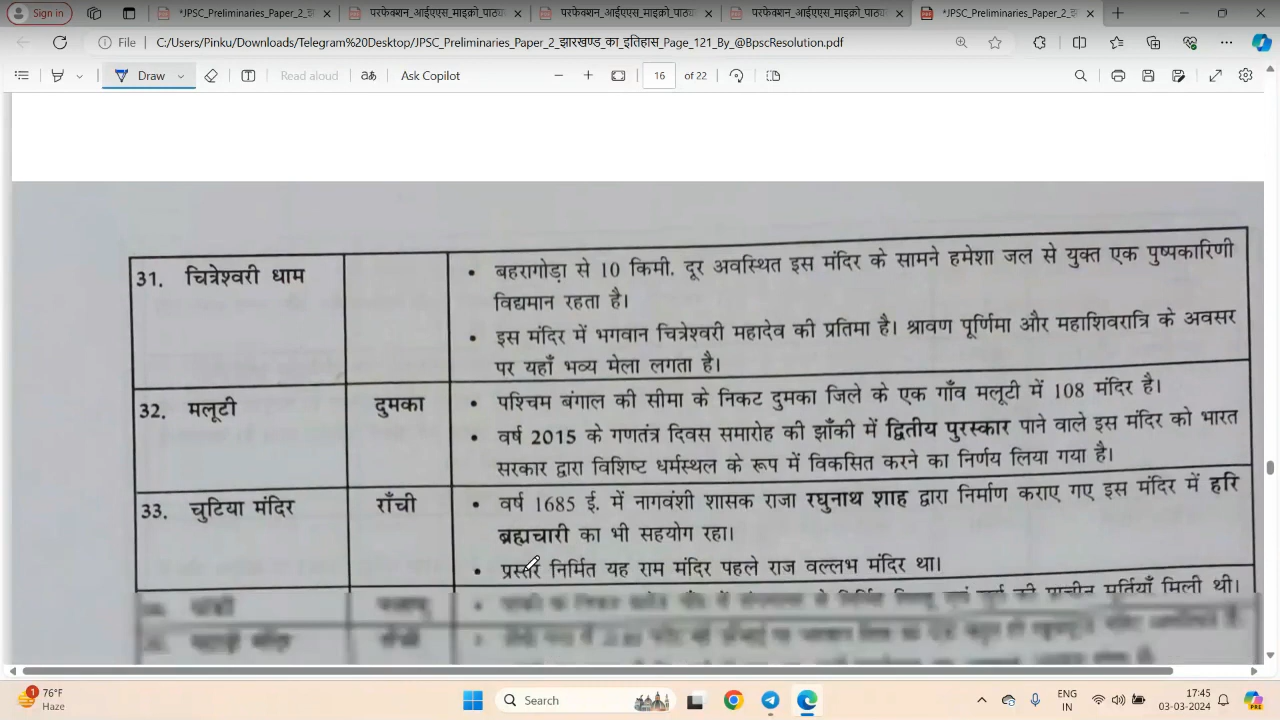 Sign in
*JPSC_Preliminaries_Paper_2_झा
परफेक्शन_आईएएस_माइक्रो_पाठ्य
परफेक्शन_आईएएस_माइक्रो_पाठ्य
परफेक्शन_आईएएस_माइक्रो_पाठ्य
*JPSC_Preliminaries_Paper_2_झा
File C:/Users/Pinku/Downloads/Telegram%20Desktop/JPSC_Preliminaries_Paper_2_झारखण्ड_का_इतिहास_Page_121_By_@BpscResolution.pdf
Draw Read aloud Ask Copilot 16 of 22
31. चित्रेश्वरी धाम
• बहरागोड़ा से 10 किमी. दूर अवस्थित इस मंदिर के सामने हमेशा जल से युक्त एक पुष्पकारिणी
विद्यमान रहता है।
• इस मंदिर में भगवान चित्रेश्वरी महादेव की प्रतिमा है। श्रावण पूर्णिमा और महाशिवरात्रि के अवसर
पर यहाँ भव्य मेला लगता है।
32. मलूटी दुमका
• पश्चिम बंगाल की सीमा के निकट दुमका जिले के एक गाँव मलूटी में 108 मंदिर है।
• वर्ष 2015 के गणतंत्र दिवस समारोह की झाँकी में द्वितीय पुरस्कार पाने वाले इस मंदिर को भारत
सरकार द्वारा विशिष्ट धर्मस्थल के रूप में विकसित करने का निर्णय लिया गया है।
33. चुटिया मंदिर राँची
• वर्ष 1685 ई. में नागवंशी शासक राजा रघुनाथ शाह द्वारा निर्माण कराए गए इस मंदिर में हरि
ब्रह्मचारी का भी सहयोग रहा।
• प्रस्तर निर्मित यह राम मंदिर पहले राज वल्लभ मंदिर था।
की प्राचीन मूर्तियाँ मिली थी।
1 76°F
Haze
Search
ENG
IN
17:45
03-03-2024